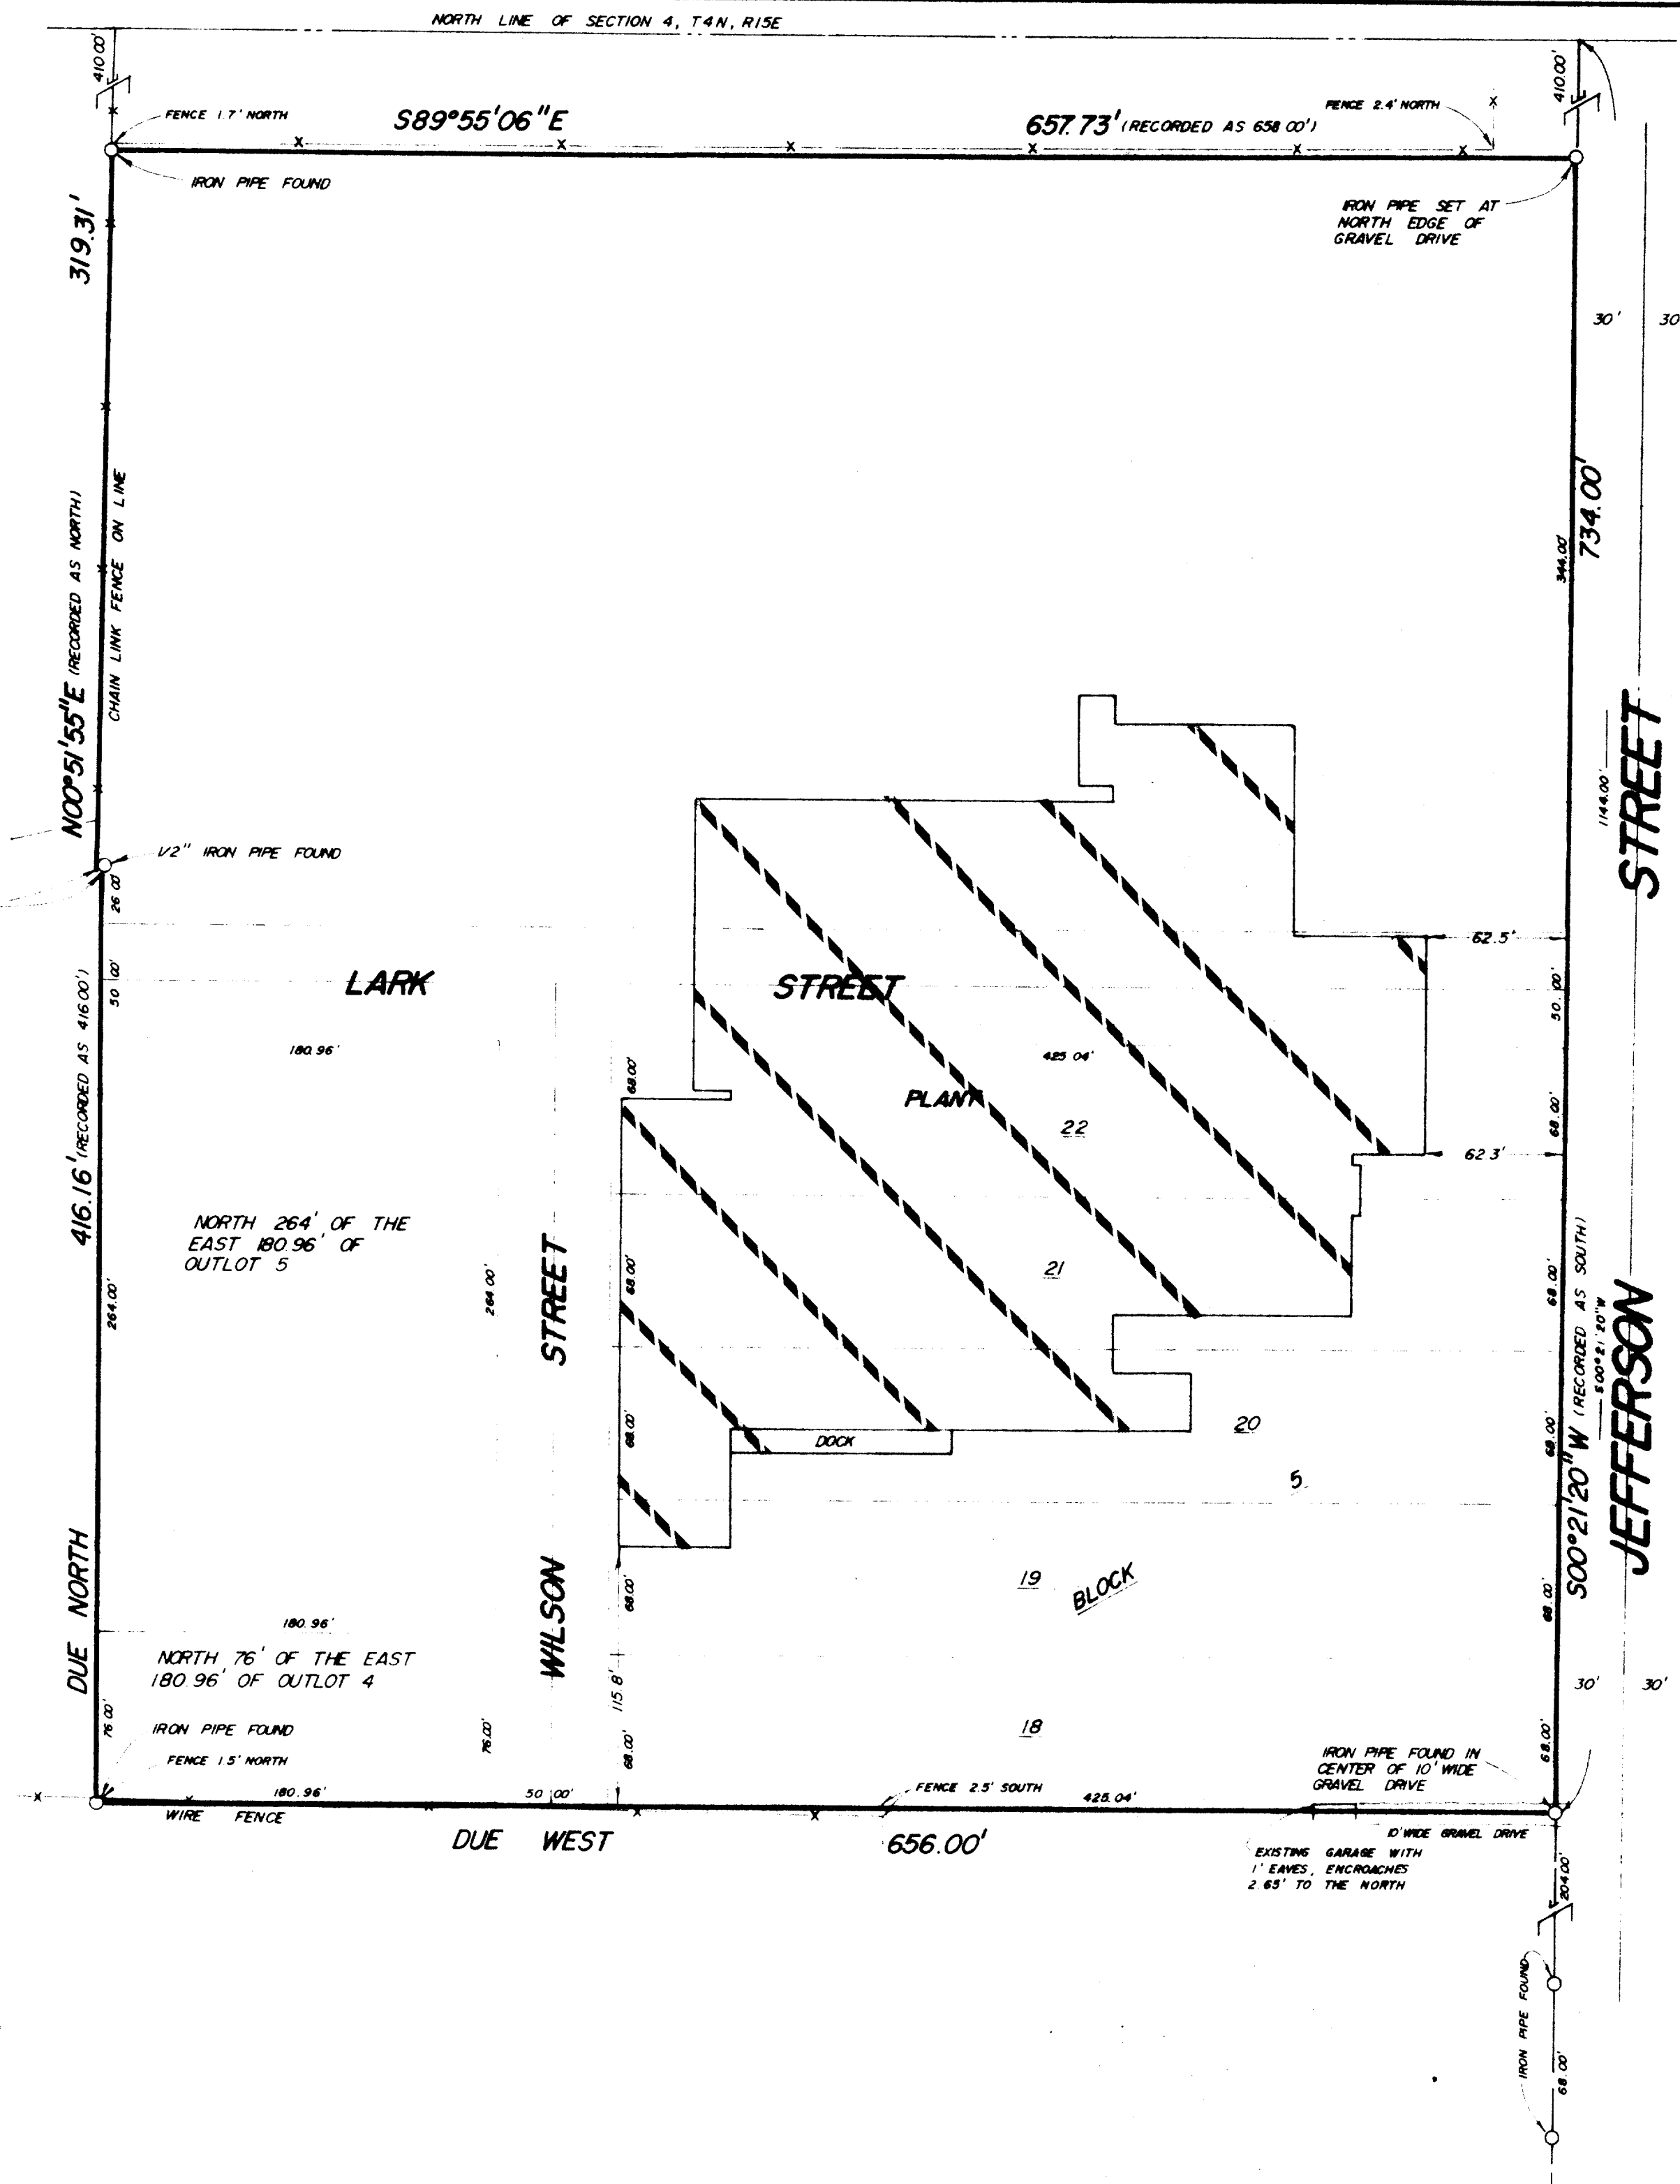 NORTH LINE OF SECTION 4, T4N, R15E
410.00'
410.00'
FENCE 1.7' NORTH
S89°55'06"E
657.73' (RECORDED AS 658.00')
FENCE 2.4' NORTH
IRON PIPE FOUND
IRON PIPE SET AT
NORTH EDGE OF
GRAVEL DRIVE
319.31'
30'
30
N00°51'55"E (RECORDED AS NORTH)
CHAIN LINK FENCE ON LINE
734.00'
344.00'
1144.00'
STREET
1/2" IRON PIPE FOUND
26.00'
62.5'
LARK STREET
50.00'
50.00'
180.96'
425.04'
68.00'
PLANT
22
68.00'
62.3'
416.16' (RECORDED AS 416.00')
NORTH 264' OF THE
EAST 180.96' OF
OUTLOT 5
264.00'
264.00'
STREET
68.00'
21
68.00'
S00°21'20"W (RECORDED AS SOUTH)
S00°21'20"W
JEFFERSON
68.00'
DOCK
20
68.00'
5
DUE NORTH
WILSON
68.00'
19
BLOCK
68.00'
180.96'
NORTH 76' OF THE EAST
180.96' OF OUTLOT 4
115.8'
30'
30'
76.00'
IRON PIPE FOUND
FENCE 1.5' NORTH
76.00'
68.00'
18
68.00'
IRON PIPE FOUND IN
CENTER OF 10' WIDE
GRAVEL DRIVE
180.96'
50.00'
FENCE 2.5' SOUTH
425.04'
WIRE FENCE
DUE WEST
656.00'
10' WIDE GRAVEL DRIVE
EXISTING GARAGE WITH
1' EAVES, ENCROACHES
2.65' TO THE NORTH
204.00'
IRON PIPE FOUND
68.00'